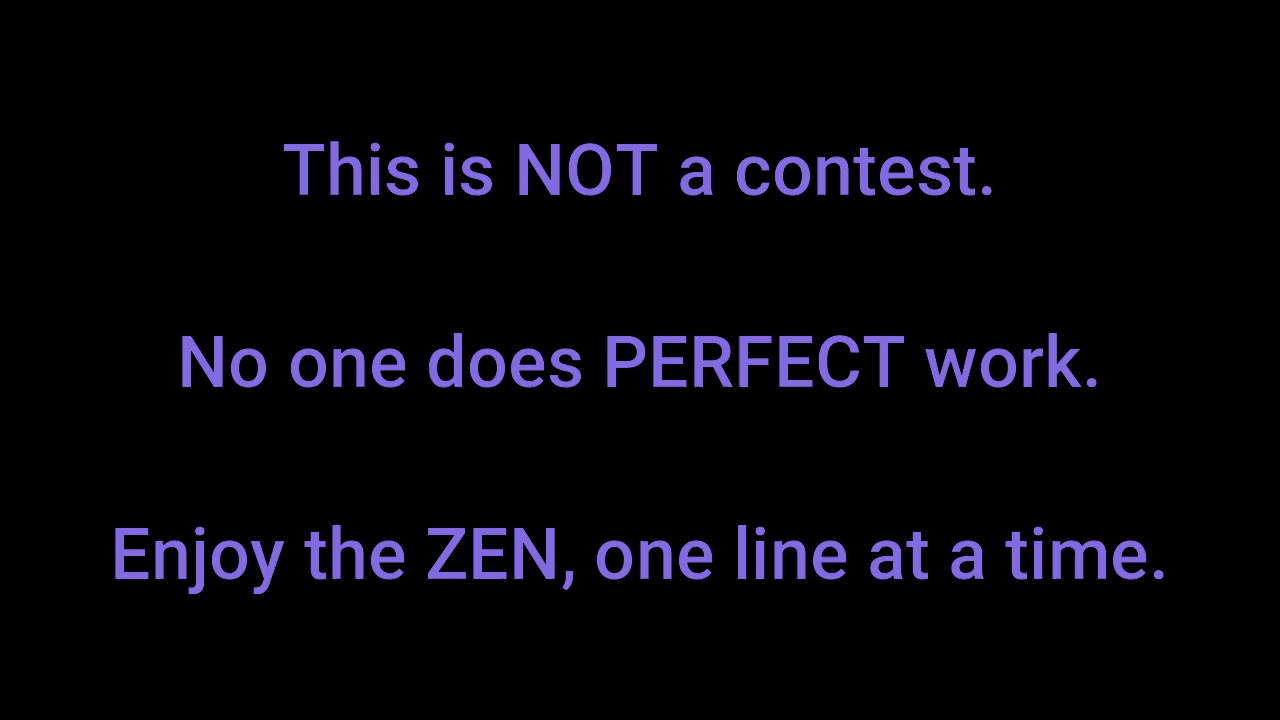 This is NOT a contest.
No one does PERFECT work.
Enjoy the ZEN, one line at a time.